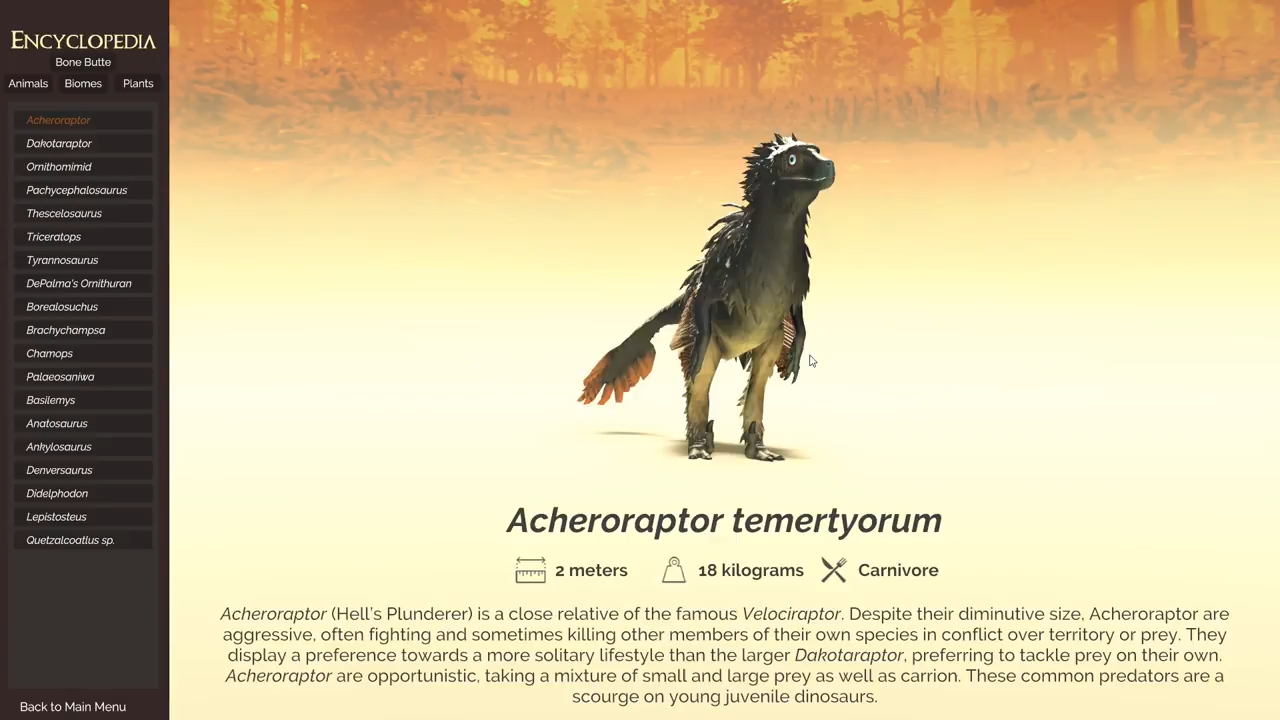 ENCYCLOPEDIA
Bone Butte
Animals Biomes Plants
Acheroraptor
Dakotaraptor
Ornithomimid
Pachycephalosaurus
Thescelosaurus
Triceratops
Tyrannosaurus
DePalma's Ornithuran
Borealosuchus
Brachychampsa
Chamops
Palaeosaniwa
Basilemys
Anatosaurus
Ankylosaurus
Denversaurus
Didelphodon
Lepistosteus
Quetzalcoatlus sp.
Back to Main Menu
Acheroraptor temertyorum
2 meters 18 kilograms Carnivore
Acheroraptor (Hell's Plunderer) is a close relative of the famous Velociraptor. Despite their diminutive size, Acheroraptor are
aggressive, often fighting and sometimes killing other members of their own species in conflict over territory or prey. They
display a preference towards a more solitary lifestyle than the larger Dakotaraptor, preferring to tackle prey on their own.
Acheroraptor are opportunistic, taking a mixture of small and large prey as well as carrion. These common predators are a
scourge on young juvenile dinosaurs.